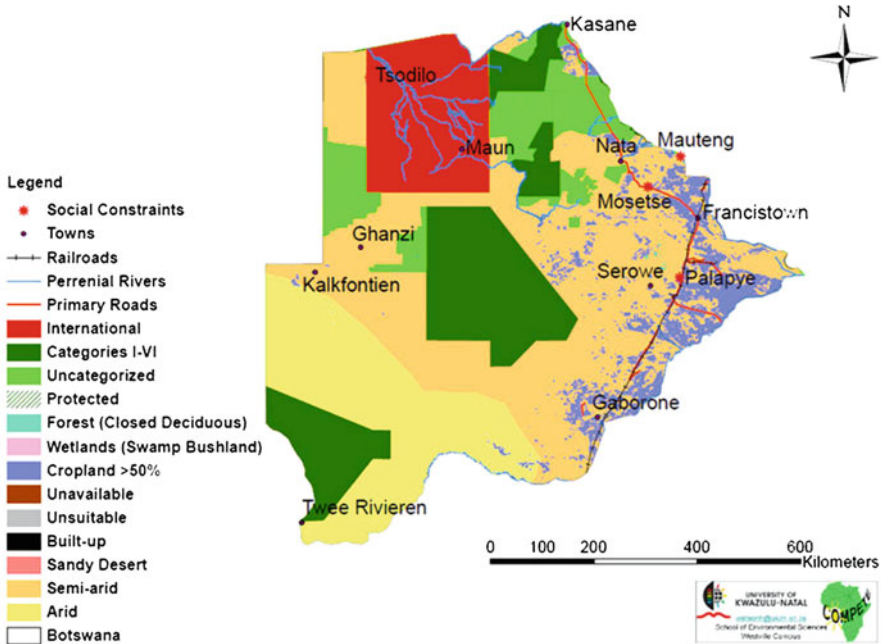 N
Kasane
Tsodilo
Maun
Nata
Mauteng
Mosetse
Francistown
Ghanzi
Kalkfontien
Serowe
Palapye
Gaborone
Twee Rivieren
Legend
Social Constraints
Towns
Railroads
Perrenial Rivers
Primary Roads
International
Categories I-VI
Uncategorized
Protected
Forest (Closed Deciduous)
Wetlands (Swamp Bushland)
Cropland >50%
Unavailable
Unsuitable
Built-up
Sandy Desert
Semi-arid
Arid
Botswana
0 100 200 400 600
Kilometers
UNIVERSITY OF
KWAZULU-NATAL
School of Environmental Sciences
Westville Campus
COMPETE